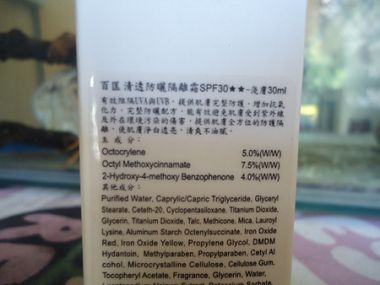 百匡 清透防曬隔離霜SPF30★★-亮膚30ml
有效阻隔UVA與UVB，提供肌膚完整防護、增加抗氧
化力，完整防曬配方，能有效避免肌膚受到紫外線
及外在環境污染的傷害，提供肌膚全方位的防護隔
離，使肌膚淨白透亮，清爽不油膩。
主 成 分：
Octocrylene 5.0%(W/W)
Octyl Methoxycinnamate 7.5%(W/W)
2-Hydroxy-4-methoxy Benzophenone 4.0%(W/W)
其他成分：
Purified Water, Caprylic/Capric Triglyceride, Glyceryl
Stearate, Ceteth-20, Cyclopentasiloxane, Titanium Dioxide,
Glycerin, Titanium Dioxide, Talc, Methicone, Mica, Lauroyl
Lysine, Aluminum Starch Octenylsuccinate, Iron Oxide
Red, Iron Oxide Yellow, Propylene Glycol, DMDM
Hydantoin, Methylparaben, Propylparaben, Cetyl Al
cohol, Microcrystalline Cellulose, Cellulose Gum,
Tocopheryl Acetate, Fragrance, Glycerin, Water,